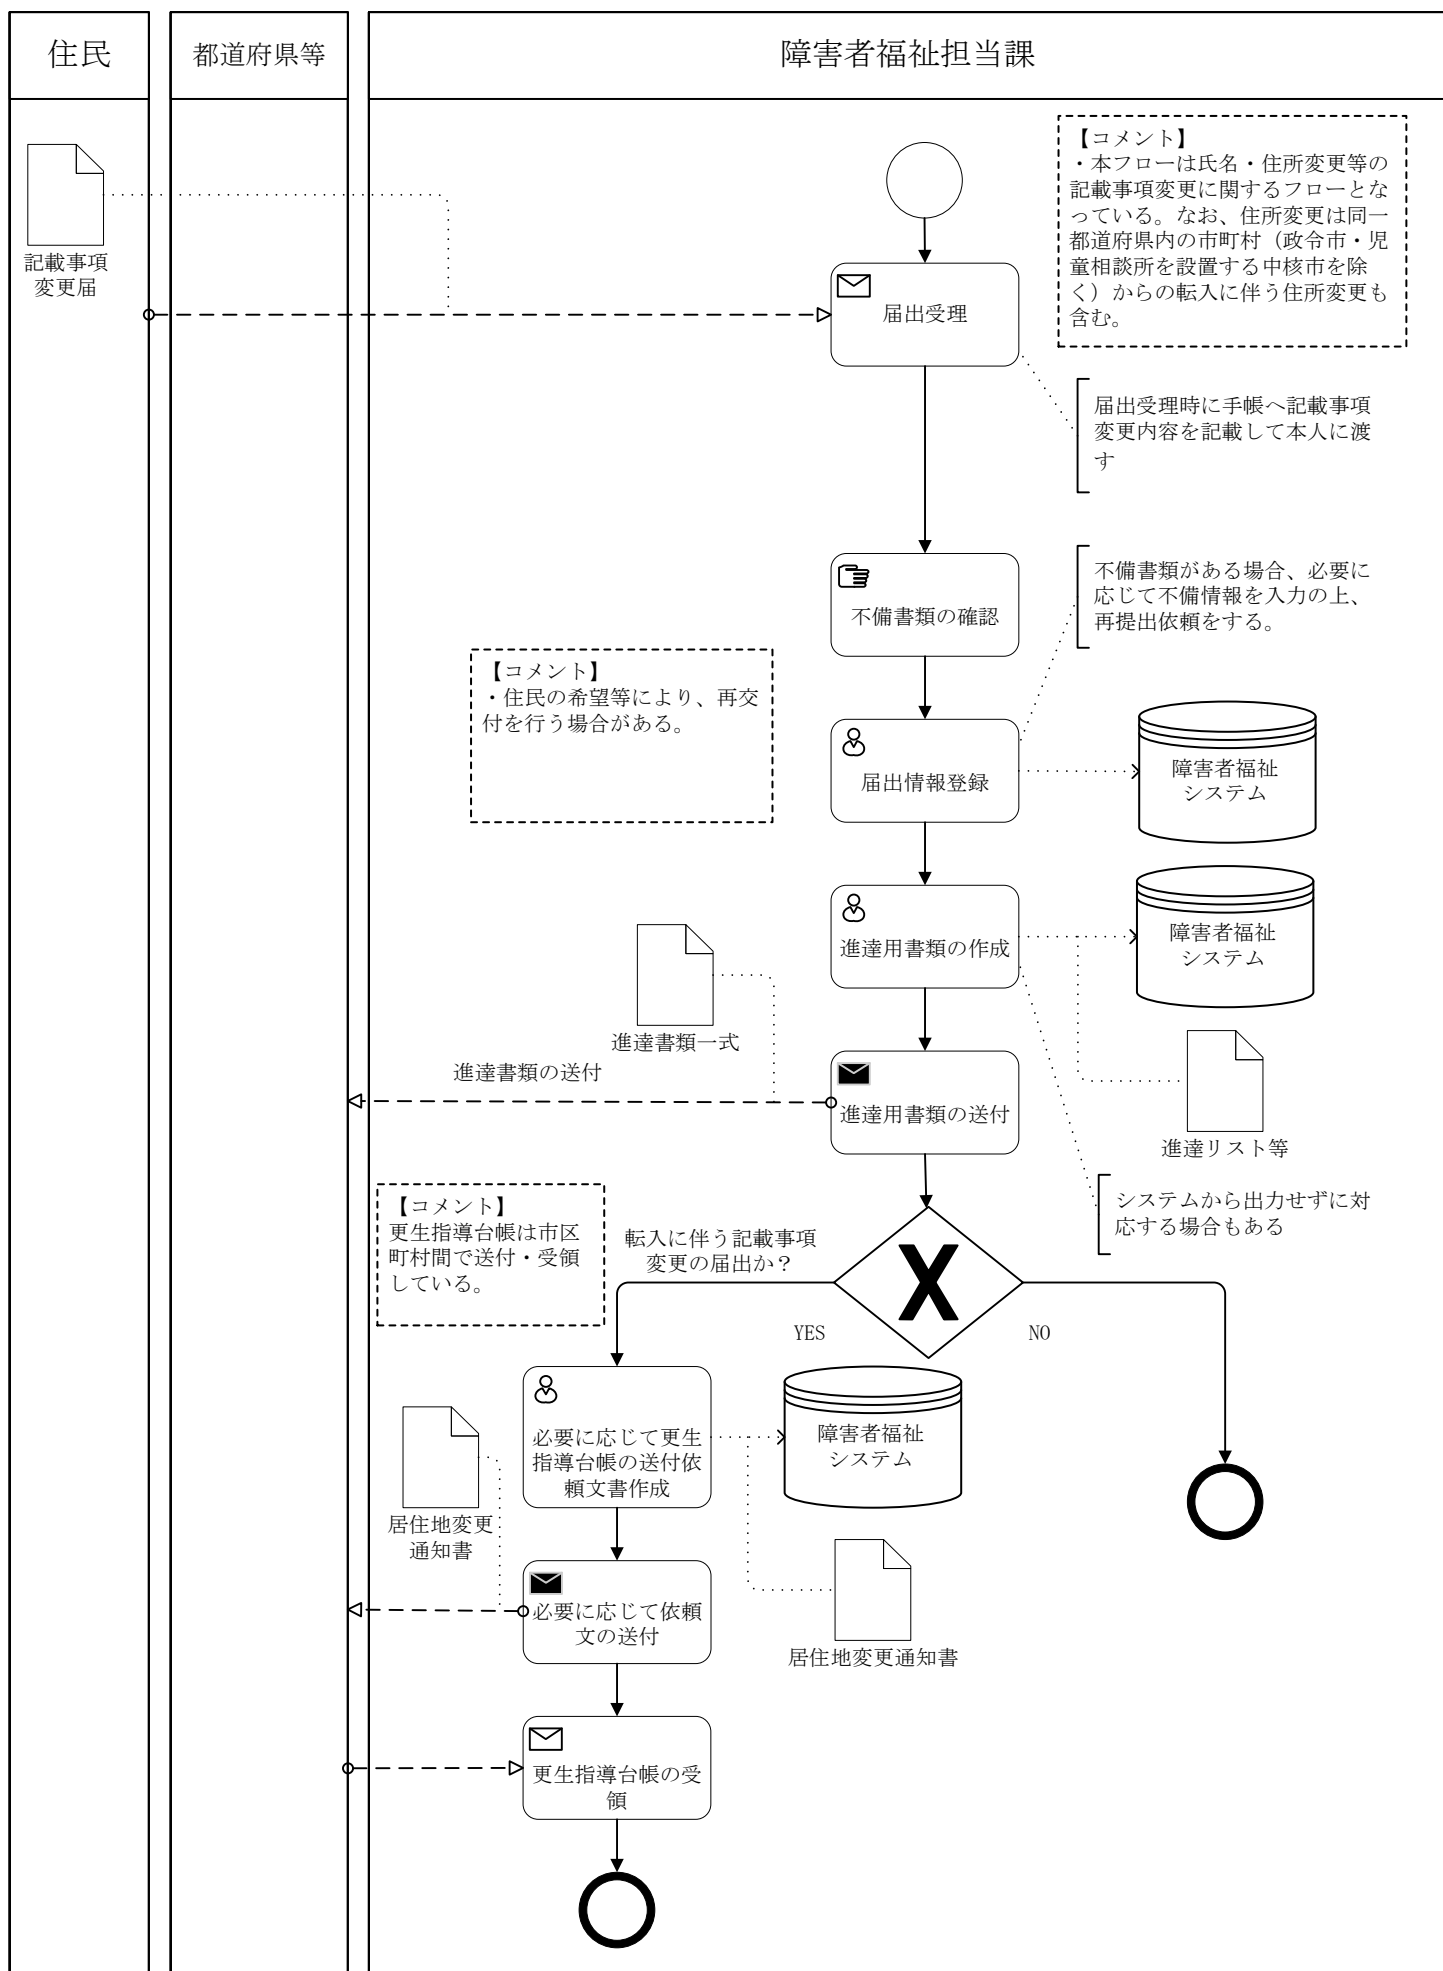 住民
都道府県等
障害者福祉担当課
記載事項
変更届
【コメント】
・本フローは氏名・住所変更等の
記載事項変更に関するフローとな
っている。なお、住所変更は同一
都道府県内の市町村（政令市・児
童相談所を設置する中核市を除
く）からの転入に伴う住所変更も
含む。
届出受理
届出受理時に手帳へ記載事項
変更内容を記載して本人に渡
す
不備書類の確認
不備書類がある場合、必要に
応じて不備情報を入力の上、
再提出依頼をする。
【コメント】
・住民の希望等により、再交
付を行う場合がある。
届出情報登録
障害者福祉
システム
進達用書類の作成
障害者福祉
システム
進達書類一式
進達書類の送付
進達用書類の送付
進達リスト等
システムから出力せずに対
応する場合もある
【コメント】
更生指導台帳は市区
町村間で送付・受領
している。
転入に伴う記載事項
変更の届出か？
YES
NO
必要に応じて更生
指導台帳の送付依
頼文書作成
障害者福祉
システム
居住地変更
通知書
必要に応じて依頼
文の送付
居住地変更通知書
更生指導台帳の受
領